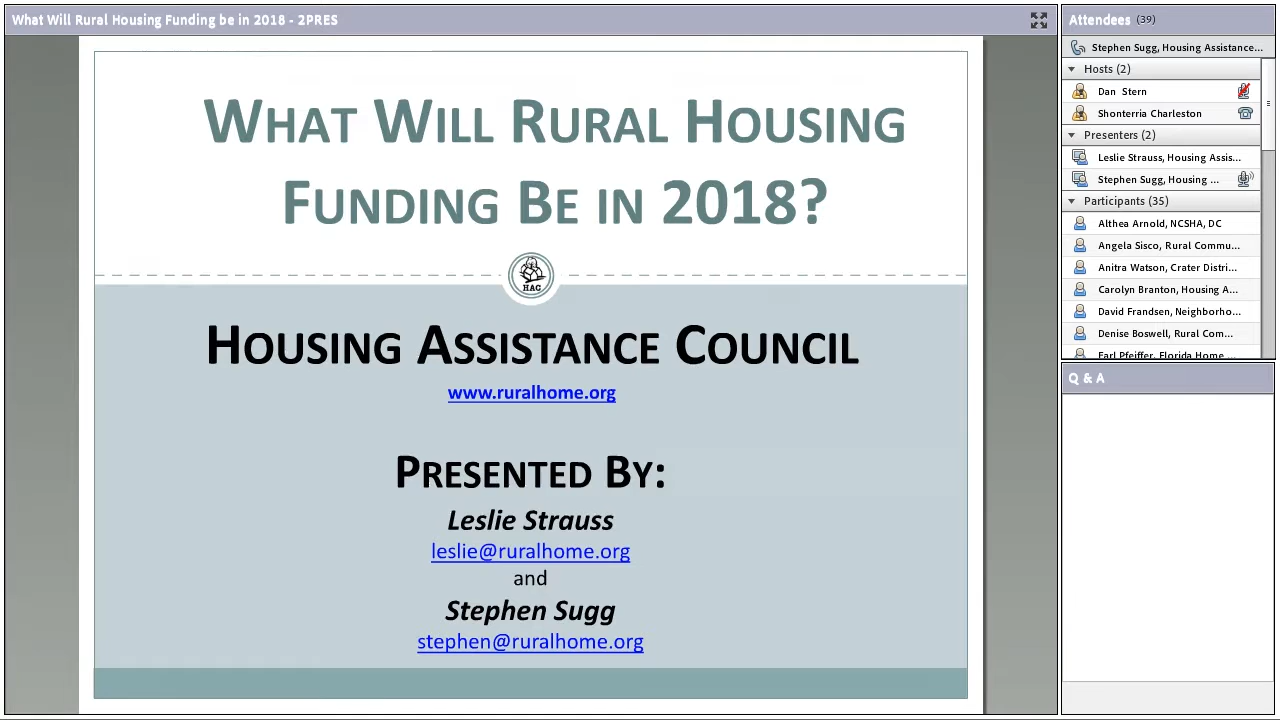 What Will Rural Housing Funding be in 2018 - 2PRES
WHAT WILL RURAL HOUSING
FUNDING BE IN 2018?
HAC
HOUSING ASSISTANCE COUNCIL
www.ruralhome.org
PRESENTED BY:
Leslie Strauss
leslie@ruralhome.org
and
Stephen Sugg
stephen@ruralhome.org
Attendees (39)
Stephen Sugg, Housing Assistance...
Hosts (2)
Dan Stern
Shonterria Charleston
Presenters (2)
Leslie Strauss, Housing Assis...
Stephen Sugg, Housing ...
Participants (35)
Althea Arnold, NCSHA, DC
Angela Sisco, Rural Commu...
Anitra Watson, Crater Distri...
Carolyn Branton, Housing A...
David Frandsen, Neighborho...
Denise Boswell, Rural Com...
Earl Pfeiffer, Florida Home ...
Q & A